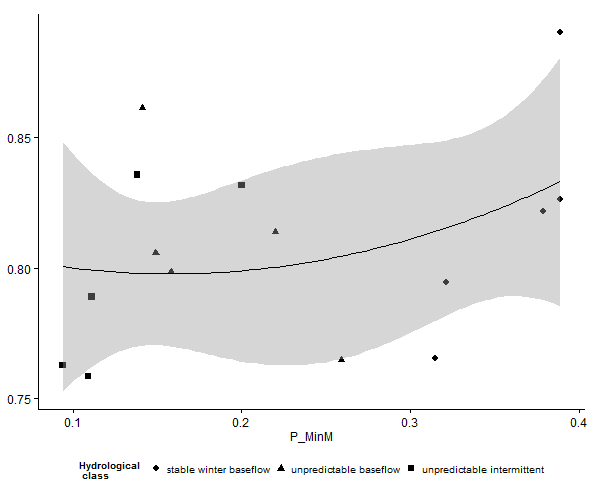 0.85
0.80
0.75
0.1 0.2 0.3 0.4
P_MinM
Hydrological
class
stable winter baseflow unpredictable baseflow unpredictable intermittent